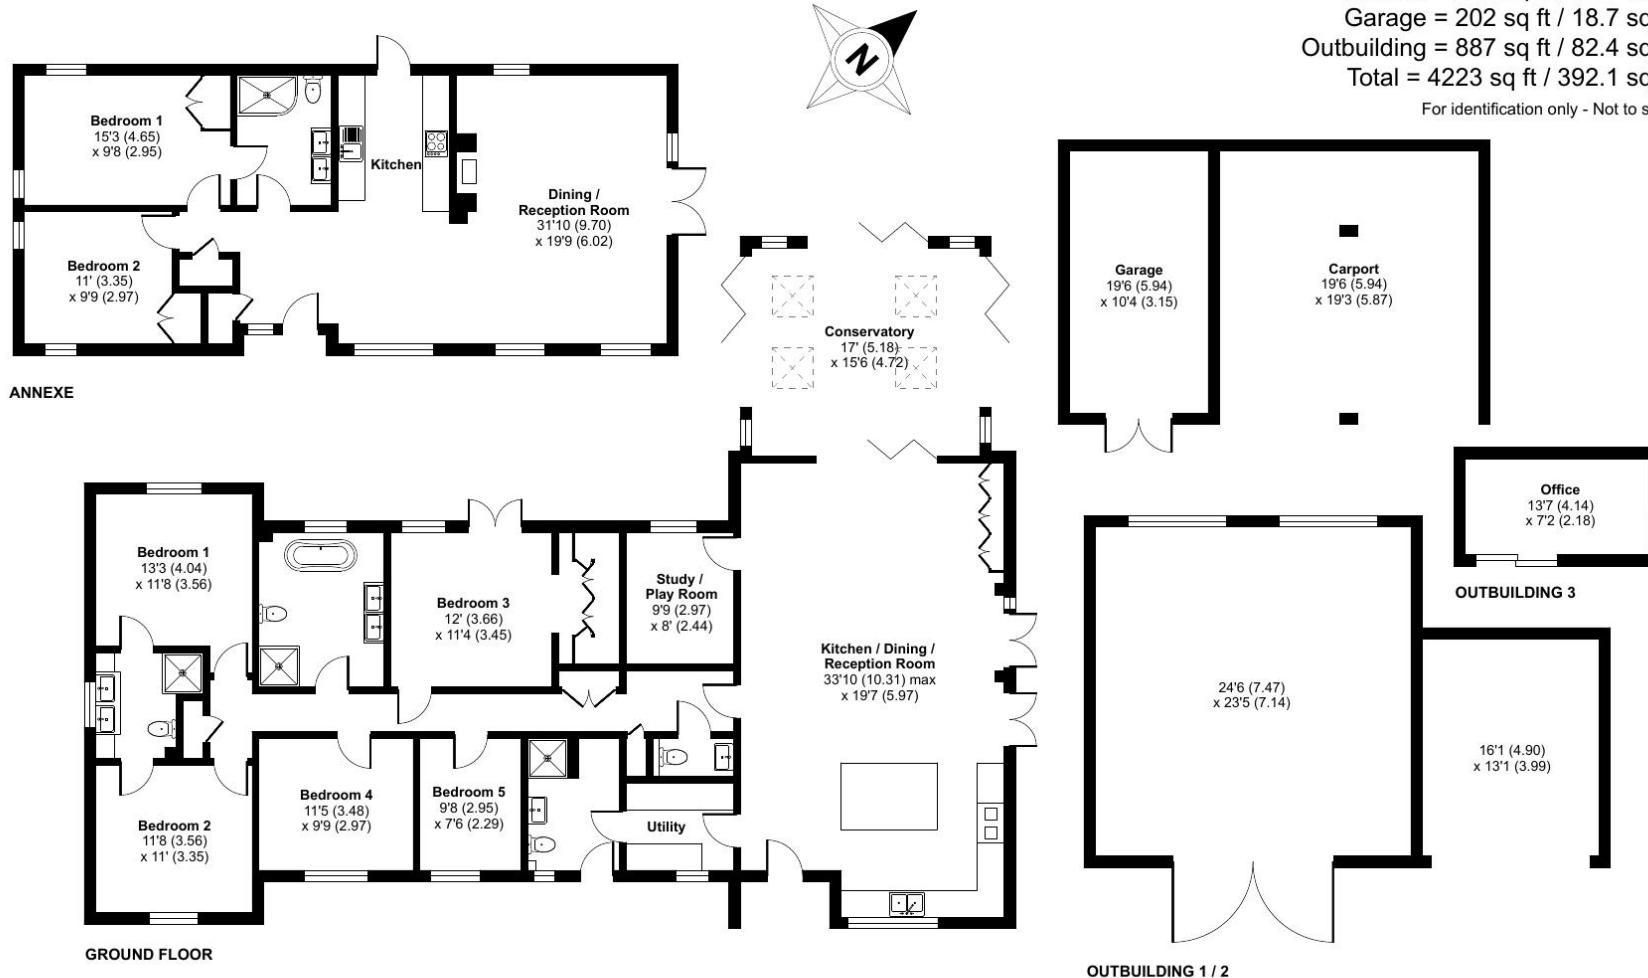 Garage = 202 sq ft / 18.7 sq
Outbuilding = 887 sq ft / 82.4 sq
Total = 4223 sq ft / 392.1 sq
For identification only - Not to s
N
Bedroom 1
15'3 (4.65)
x 9'8 (2.95)
Kitchen
Dining /
Reception Room
31'10 (9.70)
x 19'9 (6.02)
Bedroom 2
11' (3.35)
x 9'9 (2.97)
ANNEXE
Conservatory
17' (5.18)
x 15'6 (4.72)
Garage
19'6 (5.94)
x 10'4 (3.15)
Carport
19'6 (5.94)
x 19'3 (5.87)
Office
13'7 (4.14)
x 7'2 (2.18)
OUTBUILDING 3
Bedroom 1
13'3 (4.04)
x 11'8 (3.56)
Bedroom 3
12' (3.66)
x 11'4 (3.45)
Study /
Play Room
9'9 (2.97)
x 8' (2.44)
Kitchen / Dining /
Reception Room
33'10 (10.31) max
x 19'7 (5.97)
Bedroom 2
11'8 (3.56)
x 11' (3.35)
Bedroom 4
11'5 (3.48)
x 9'9 (2.97)
Bedroom 5
9'8 (2.95)
x 7'6 (2.29)
Utility
GROUND FLOOR
24'6 (7.47)
x 23'5 (7.14)
16'1 (4.90)
x 13'1 (3.99)
OUTBUILDING 1 / 2